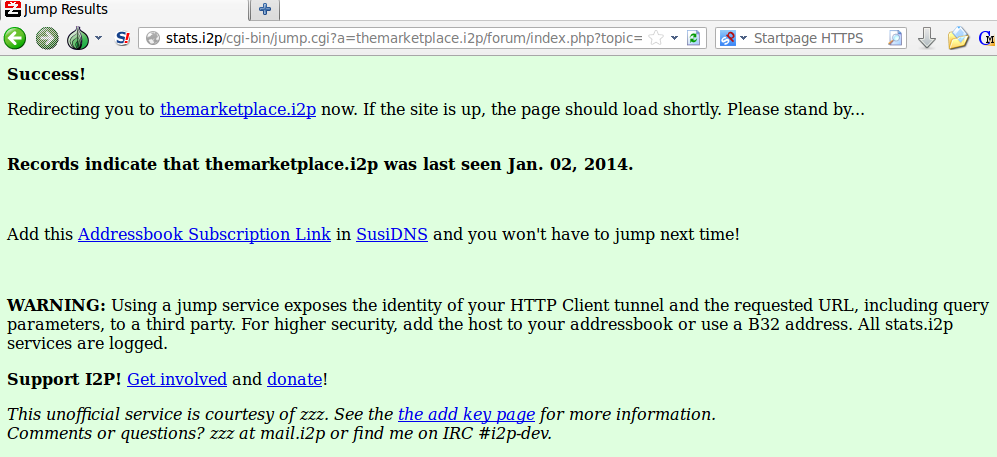 Jump Results
stats.i2p/cgi-bin/jump.cgi?a=themarketplace.i2p/forum/index.php?topic=
Startpage HTTPS
Success!
Redirecting you to themarketplace.i2p now. If the site is up, the page should load shortly. Please stand by...
Records indicate that themarketplace.i2p was last seen Jan. 02, 2014.
Add this Addressbook Subscription Link in SusiDNS and you won't have to jump next time!
WARNING: Using a jump service exposes the identity of your HTTP Client tunnel and the requested URL, including query
parameters, to a third party. For higher security, add the host to your addressbook or use a B32 address. All stats.i2p
services are logged.
Support I2P! Get involved and donate!
This unofficial service is courtesy of zzz. See the the add key page for more information.
Comments or questions? zzz at mail.i2p or find me on IRC #i2p-dev.